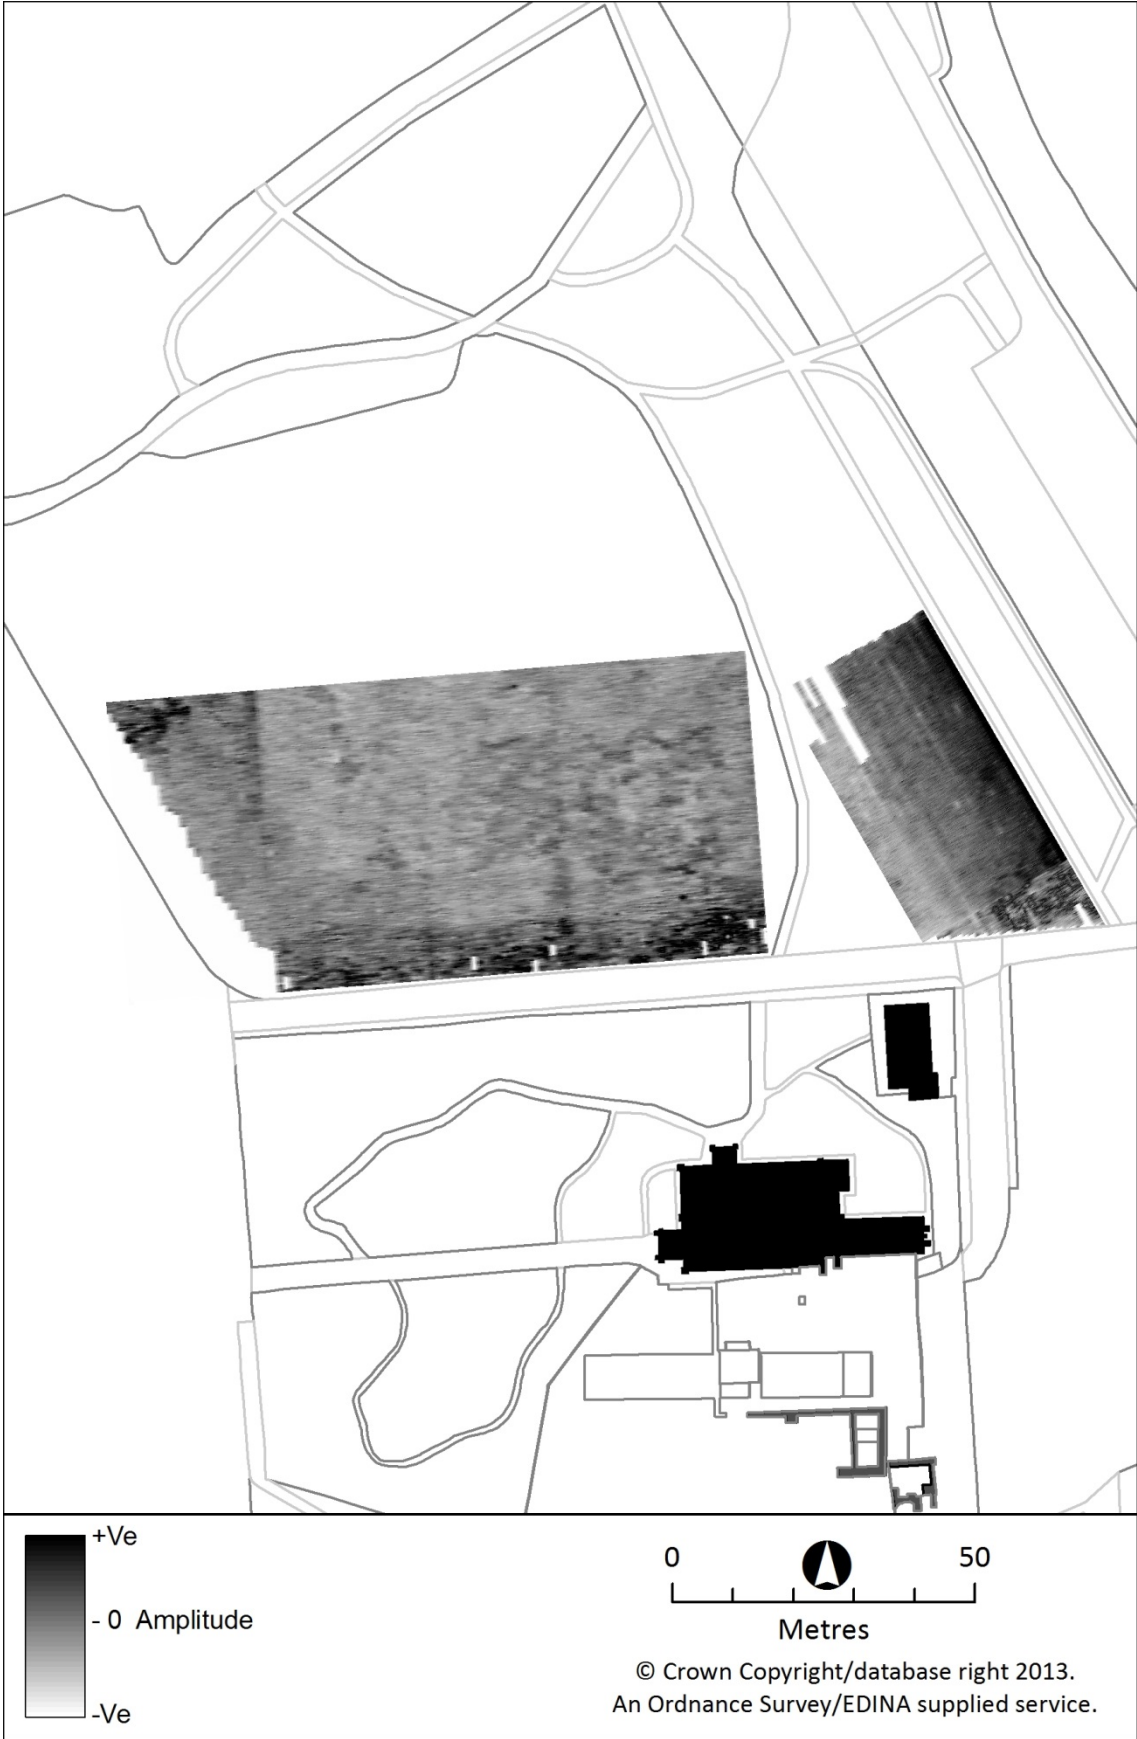 +Ve
- 0 Amplitude
-Ve
0 50
Metres
© Crown Copyright/database right 2013.
An Ordnance Survey/EDINA supplied service.